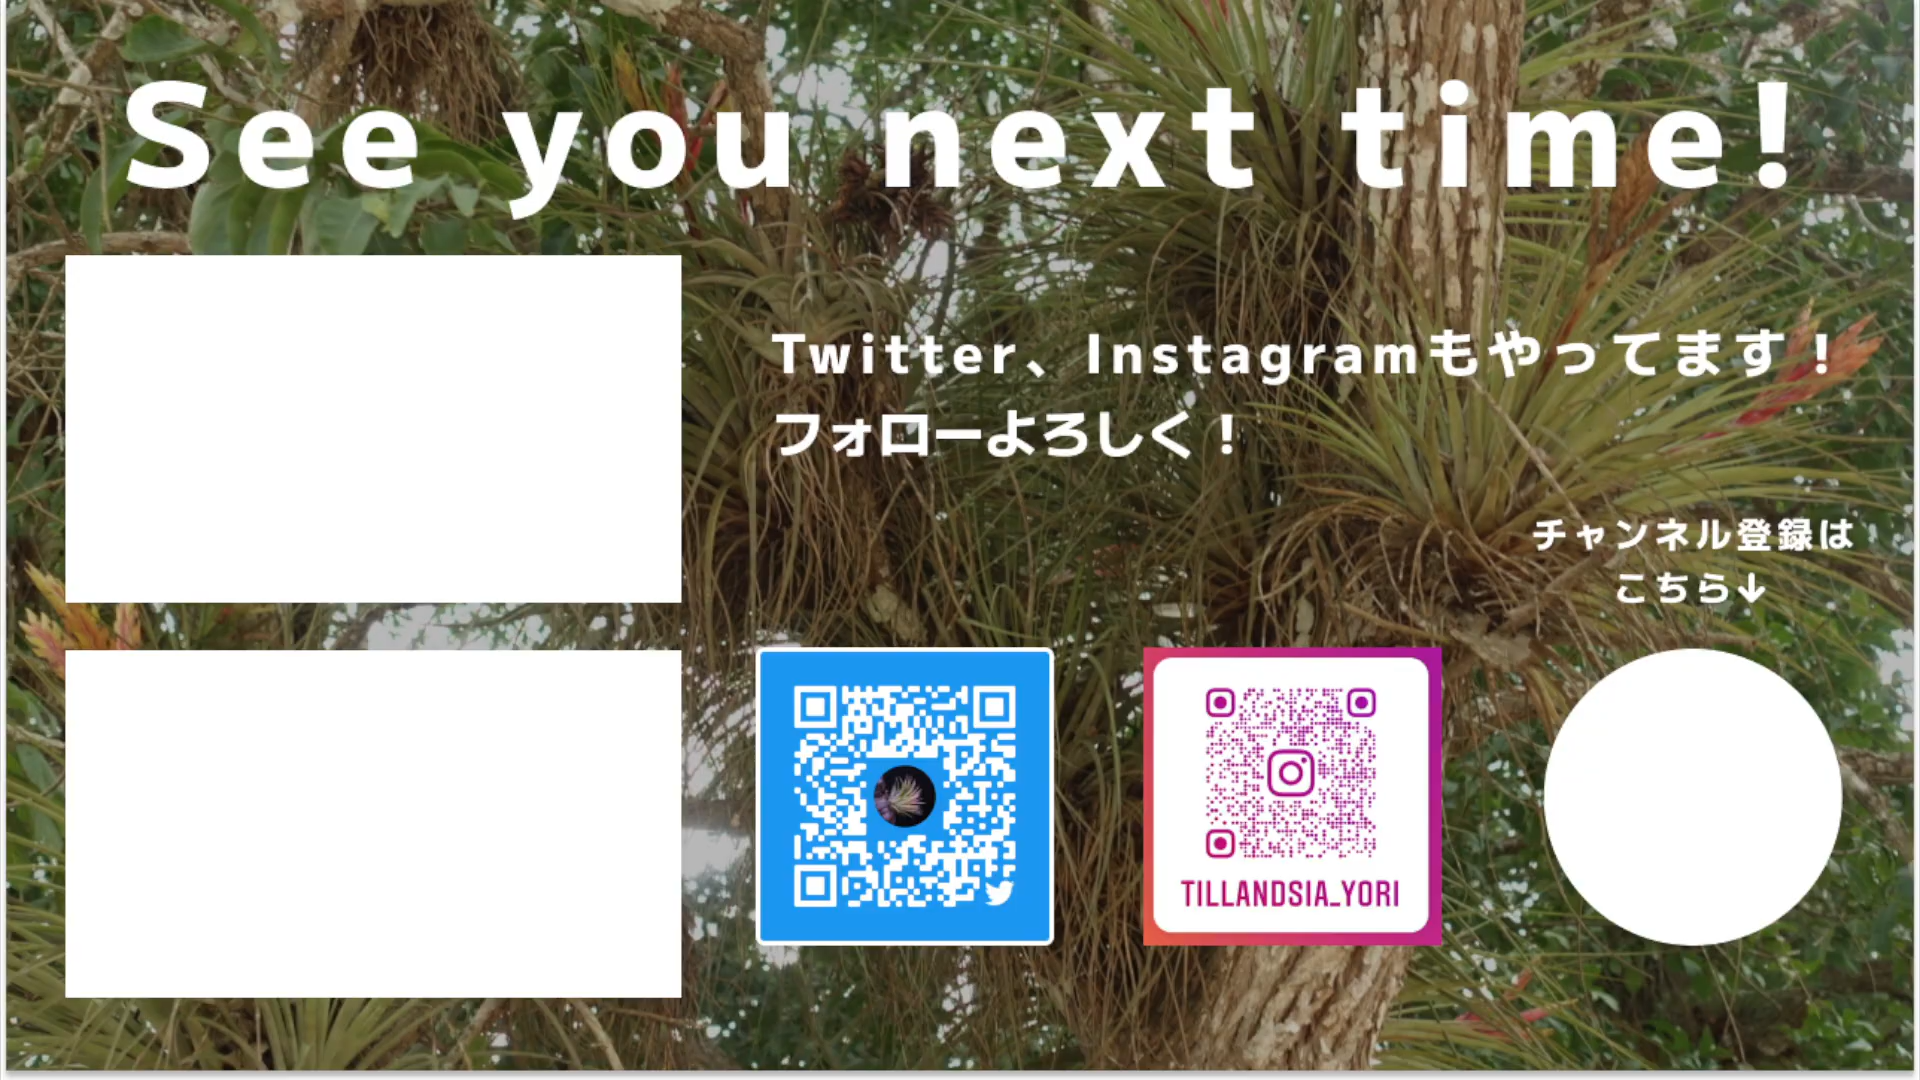 See you next time!
Twitter、Instagramもやってます！
フォローよろしく！
チャンネル登録は
こちら↓
TILLANDSIA_YORI